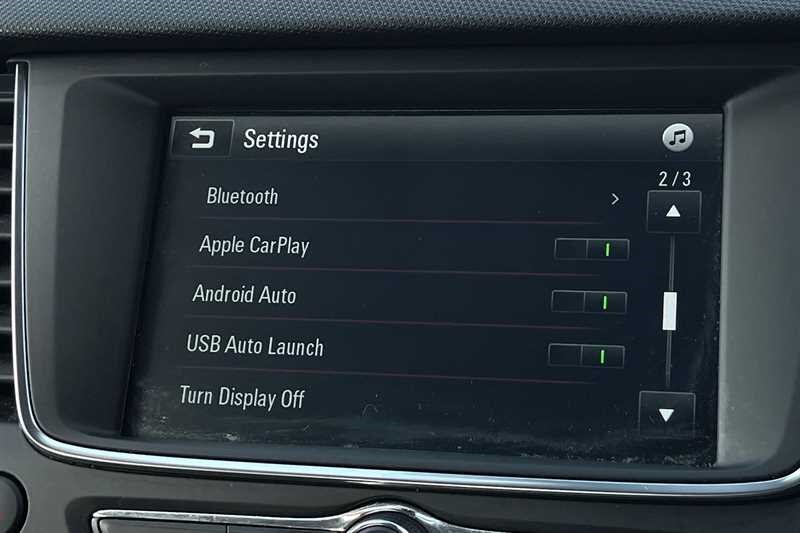 Settings
2/3
Bluetooth
Apple CarPlay
Android Auto
USB Auto Launch
Turn Display Off